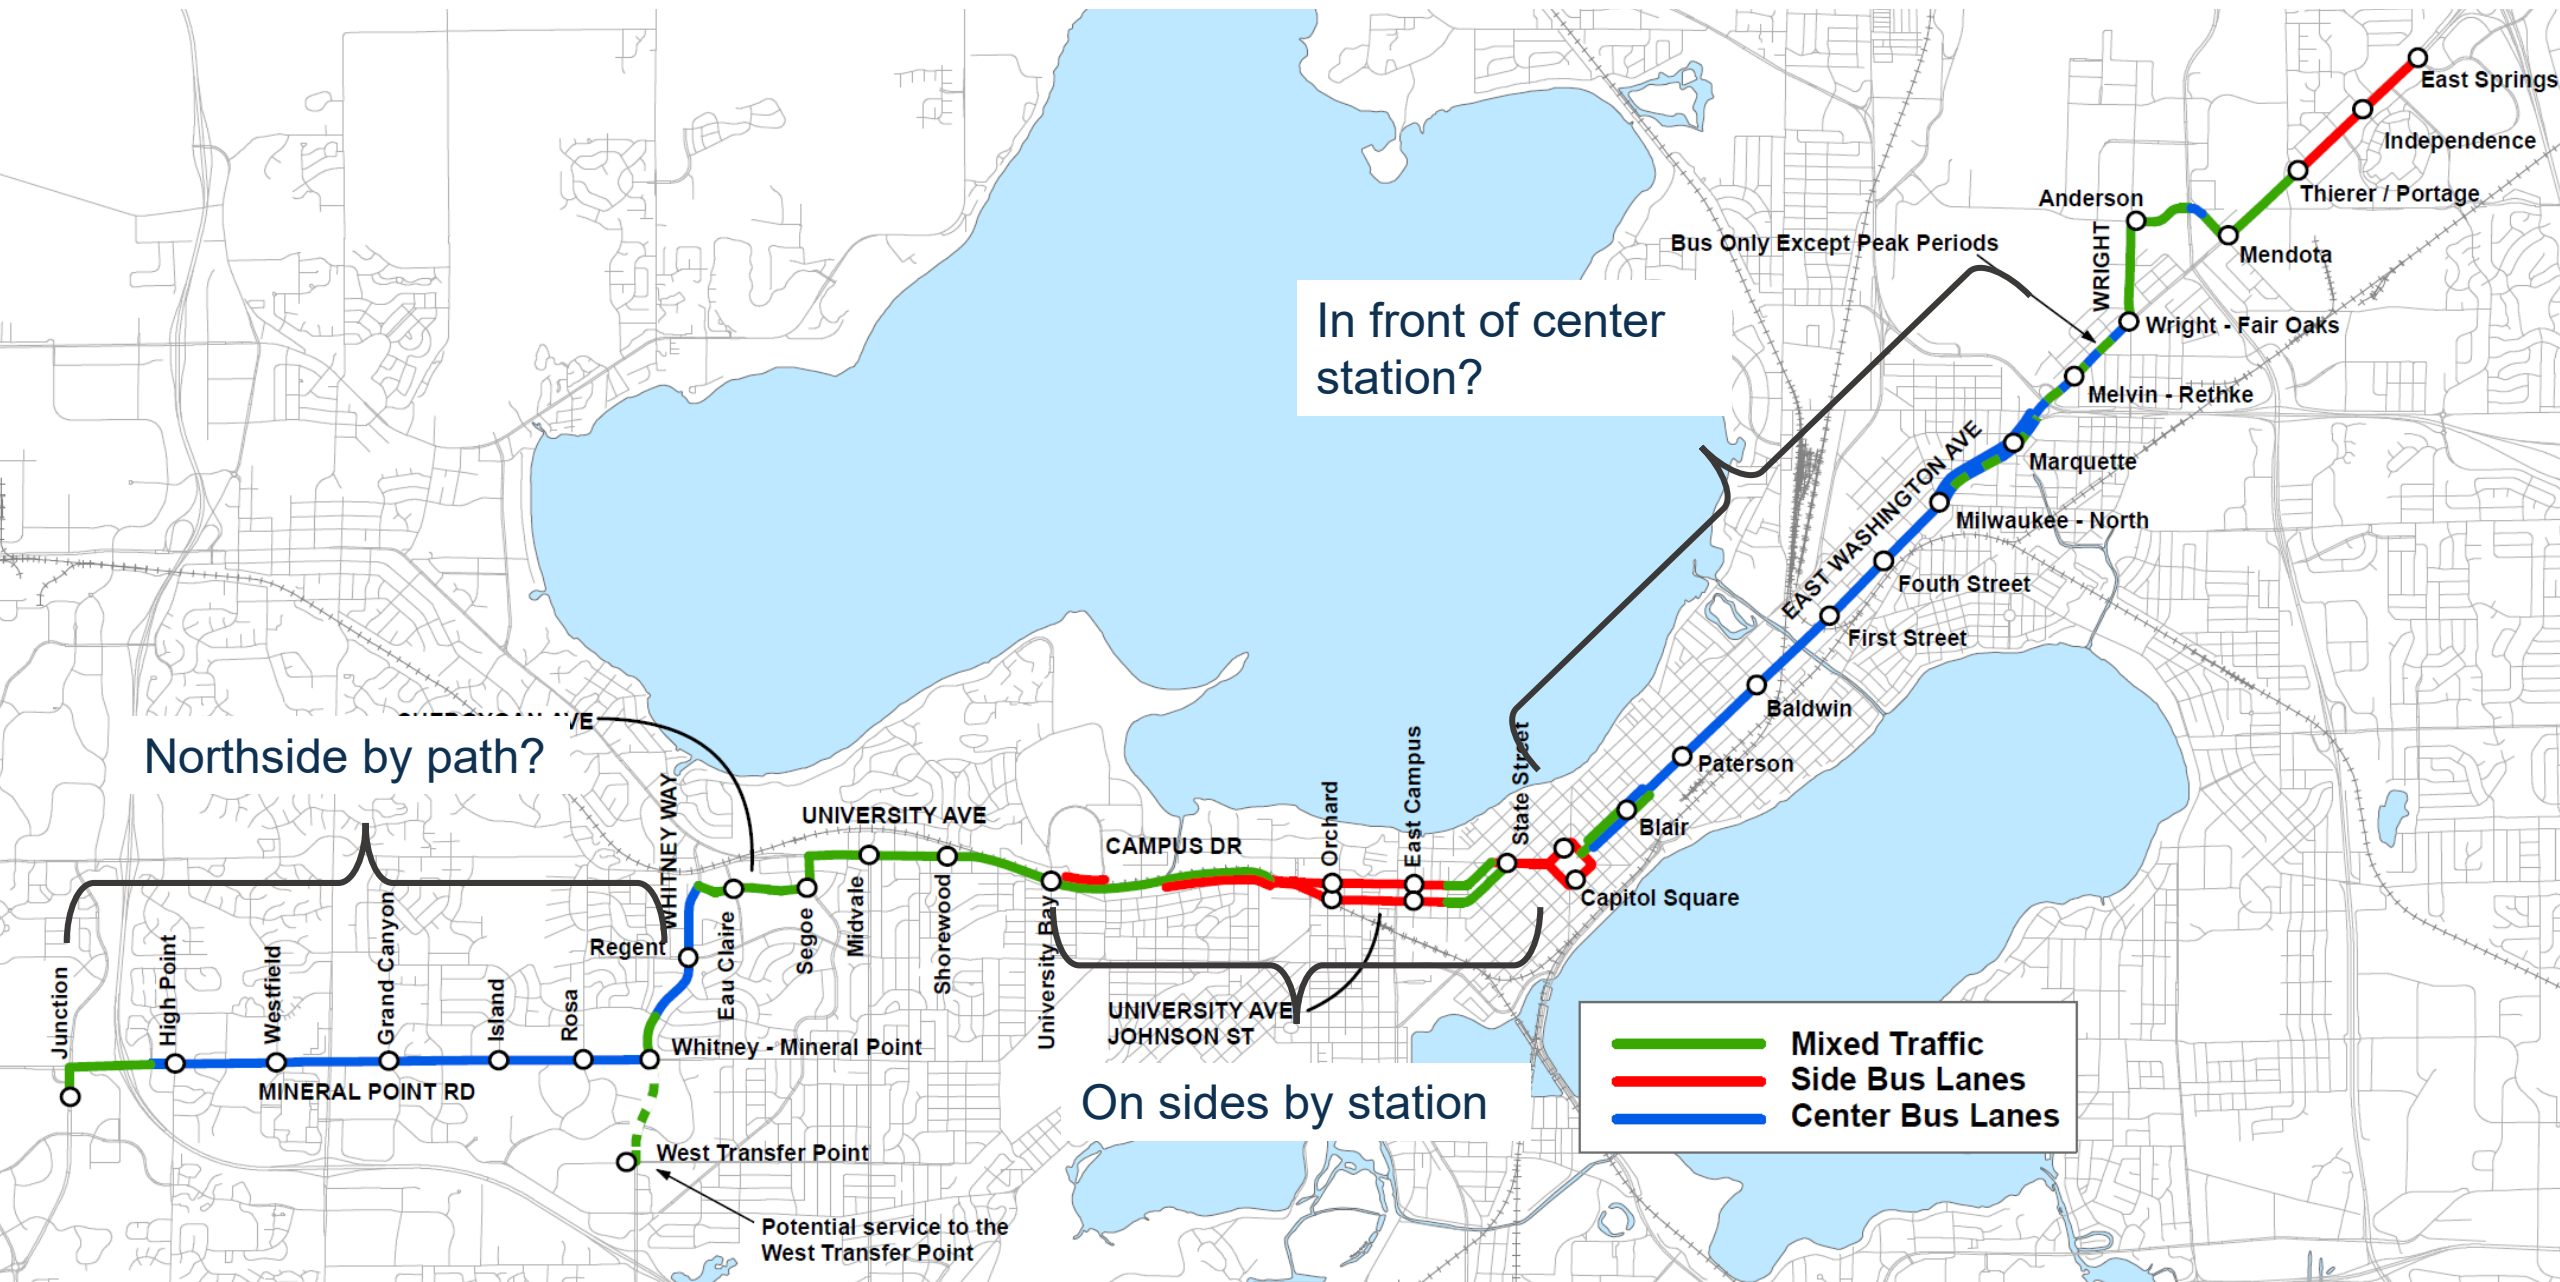 East Springs
Independence
Thierer / Portage
Anderson
WRIGHT
Mendota
Bus Only Except Peak Periods
In front of center
station?
Wright - Fair Oaks
Melvin - Rethke
EAST WASHINGTON AVE
Marquette
Milwaukee - North
Fouth Street
First Street
Baldwin
Paterson
Blair
State Street
Capitol Square
East Campus
Orchard
VE
Northside by path?
WHITNEY WAY
UNIVERSITY AVE
CAMPUS DR
Midvale
Shorewood
University Bay
Segoe
Eau Claire
Regent
Junction
High Point
Westfield
Grand Canyon
Island
Rosa
Whitney - Mineral Point
MINERAL POINT RD
UNIVERSITY AVE
JOHNSON ST
On sides by station
West Transfer Point
Potential service to the
West Transfer Point
Mixed Traffic
Side Bus Lanes
Center Bus Lanes